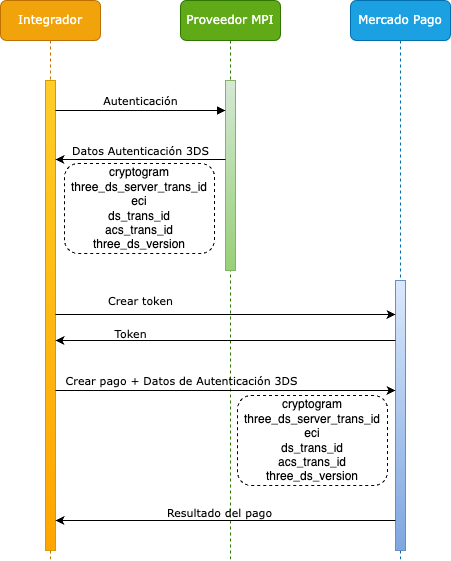 Integrador
Proveedor MPI
Mercado Pago
Autenticación
Datos Autenticación 3DS
cryptogram
three_ds_server_trans_id
eci
ds_trans_id
acs_trans_id
three_ds_version
Crear token
Token
Crear pago + Datos de Autenticación 3DS
cryptogram
three_ds_server_trans_id
eci
ds_trans_id
acs_trans_id
three_ds_version
Resultado del pago